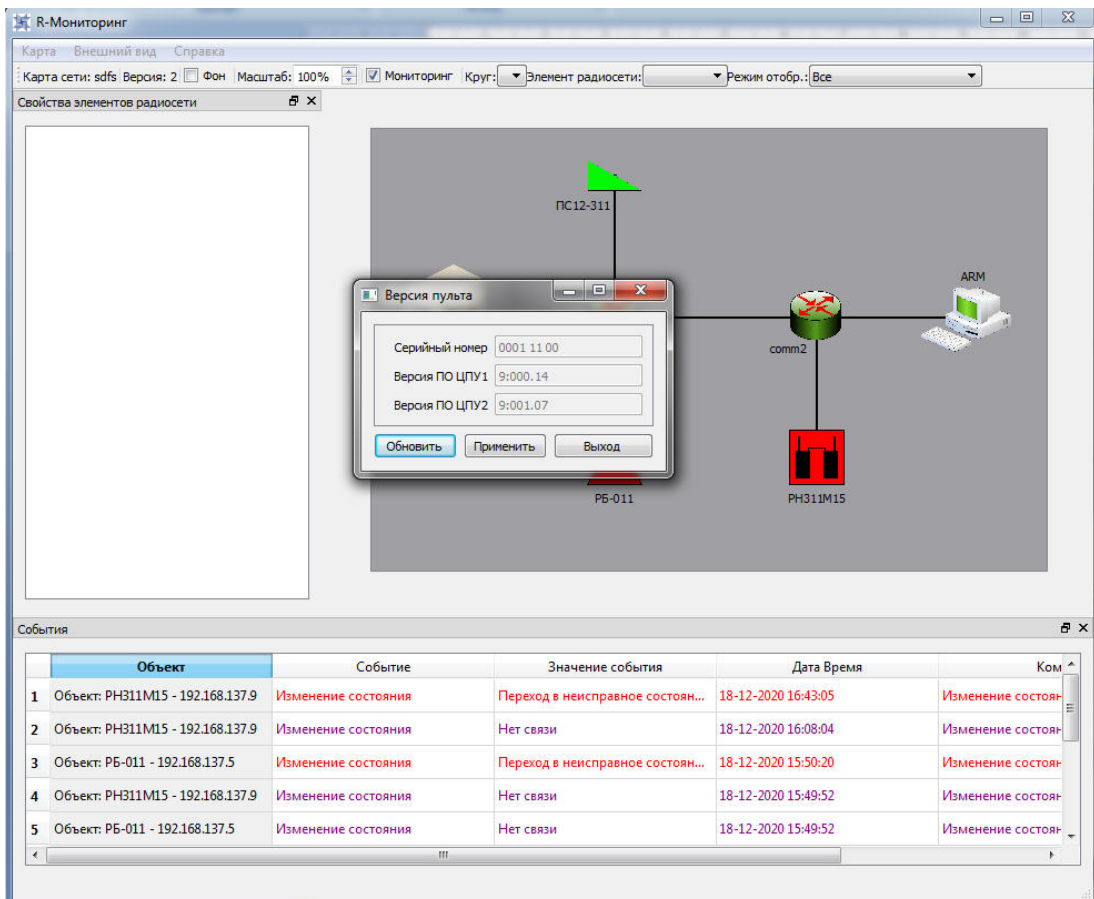 R-Мониторинг
Карта Внешний вид Справка
Карта сети: sdfs Версия: 2 Фон Масштаб: 100% Мониторинг Круг: Элемент радиосети: Режим отобр.: Все
Свойства элементов радиосети
ПС12-311
ARM
comm2
РБ-011
РН311М15
Версия пульта
Серийный номер 0001 11 00
Версия ПО ЦПУ1 9:000.14
Версия ПО ЦПУ2 9:001.07
Обновить Применить Выход
События
Объект Событие Значение события Дата Время Ком
1 Объект: РН311М15 - 192.168.137.9 Изменение состояния Переход в неисправное состоян... 18-12-2020 16:43:05 Изменение состоян
2 Объект: РН311М15 - 192.168.137.9 Изменение состояния Нет связи 18-12-2020 16:08:04 Изменение состоян
3 Объект: РБ-011 - 192.168.137.5 Изменение состояния Переход в неисправное состоян... 18-12-2020 15:50:20 Изменение состоян
4 Объект: РН311М15 - 192.168.137.9 Изменение состояния Нет связи 18-12-2020 15:49:52 Изменение состоян
5 Объект: РБ-011 - 192.168.137.5 Изменение состояния Нет связи 18-12-2020 15:49:52 Изменение состоян